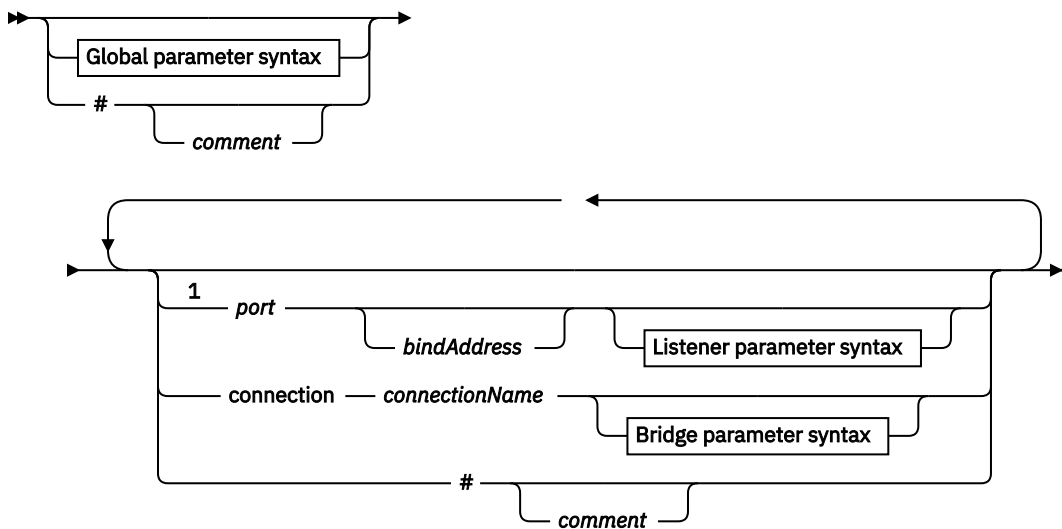 Global parameter syntax
# comment
1
port bindAddress Listener parameter syntax
connection connectionName Bridge parameter syntax
# comment